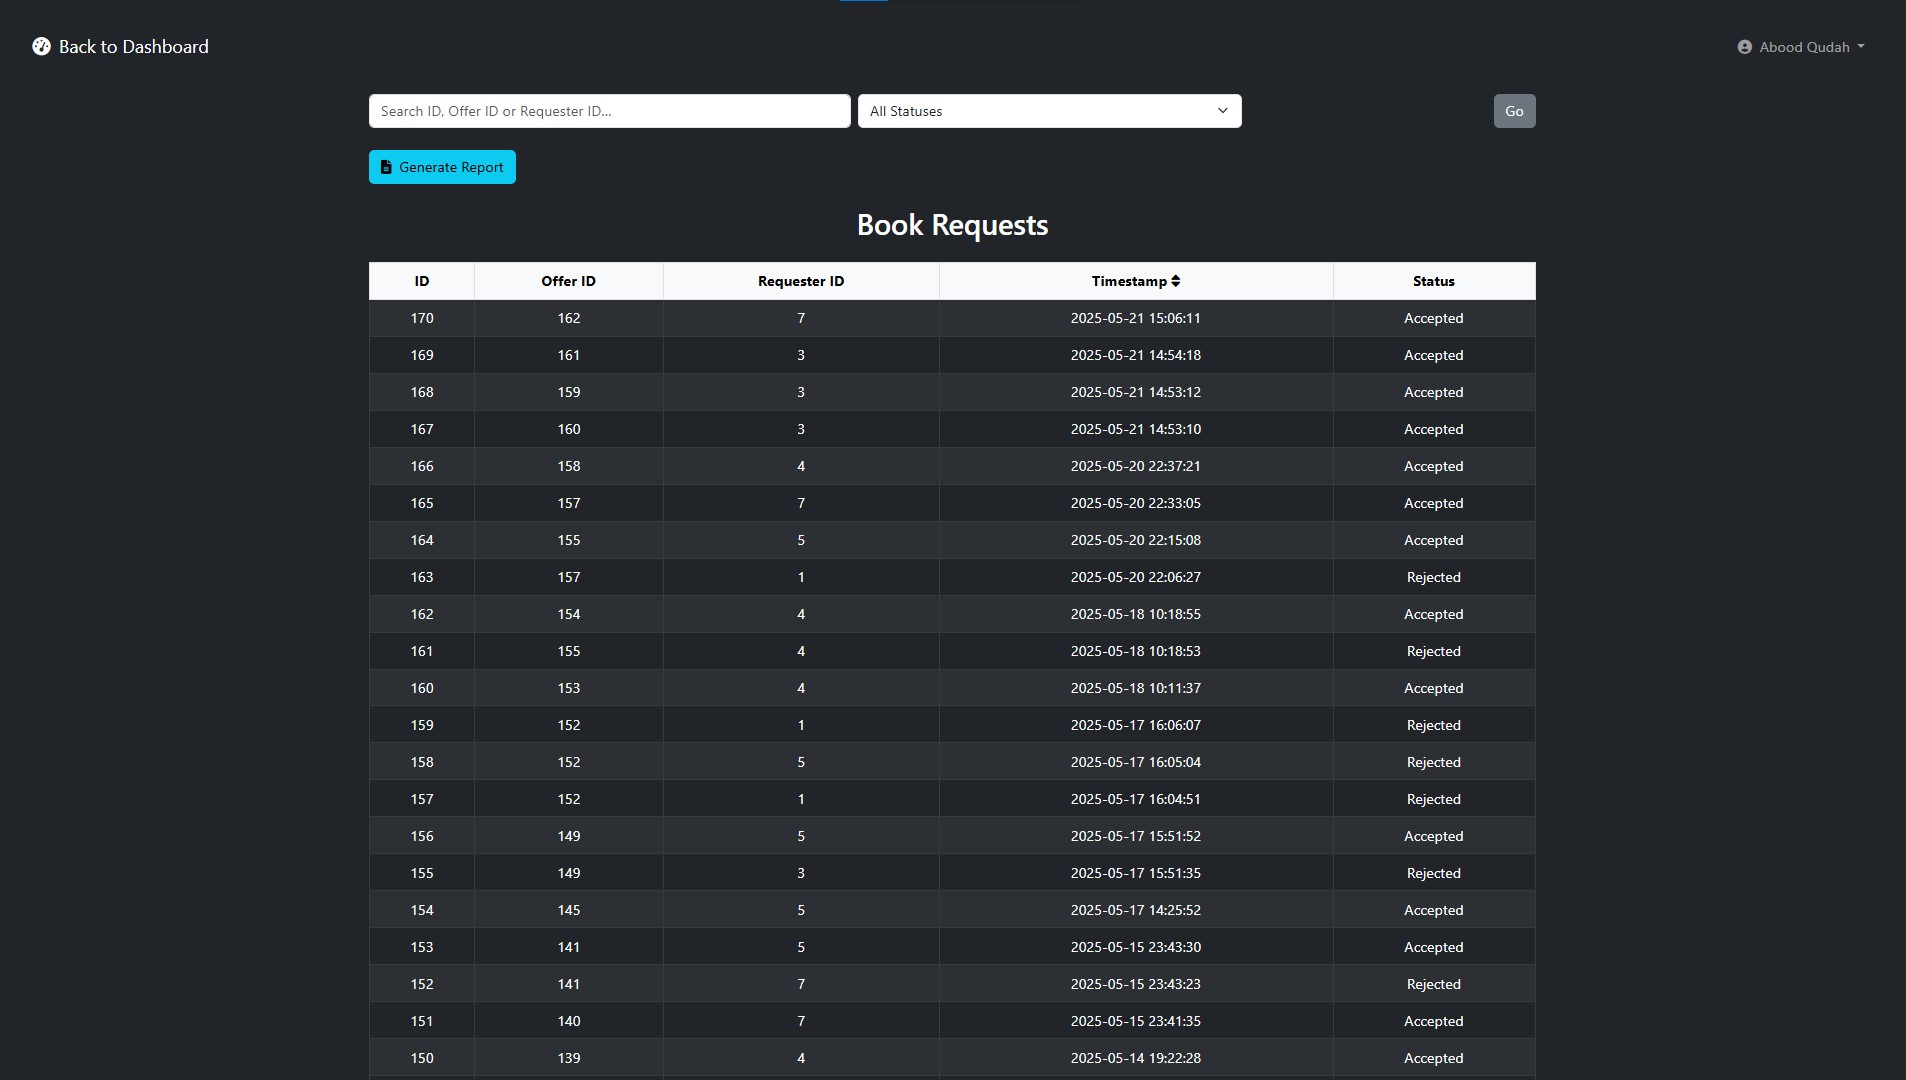 Back to Dashboard
Abood Qudah
Search ID, Offer ID or Requester ID...
All Statuses
Go
Generate Report
Book Requests
ID Offer ID Requester ID Timestamp Status
170 162 7 2025-05-21 15:06:11 Accepted
169 161 3 2025-05-21 14:54:18 Accepted
168 159 3 2025-05-21 14:53:12 Accepted
167 160 3 2025-05-21 14:53:10 Accepted
166 158 4 2025-05-20 22:37:21 Accepted
165 157 7 2025-05-20 22:33:05 Accepted
164 155 5 2025-05-20 22:15:08 Accepted
163 157 1 2025-05-20 22:06:27 Rejected
162 154 4 2025-05-18 10:18:55 Accepted
161 155 4 2025-05-18 10:18:53 Rejected
160 153 4 2025-05-18 10:11:37 Accepted
159 152 1 2025-05-17 16:06:07 Rejected
158 152 5 2025-05-17 16:05:04 Rejected
157 152 1 2025-05-17 16:04:51 Rejected
156 149 5 2025-05-17 15:51:52 Accepted
155 149 3 2025-05-17 15:51:35 Rejected
154 145 5 2025-05-17 14:25:52 Accepted
153 141 5 2025-05-15 23:43:30 Accepted
152 141 7 2025-05-15 23:43:23 Rejected
151 140 7 2025-05-15 23:41:35 Accepted
150 139 4 2025-05-14 19:22:28 Accepted